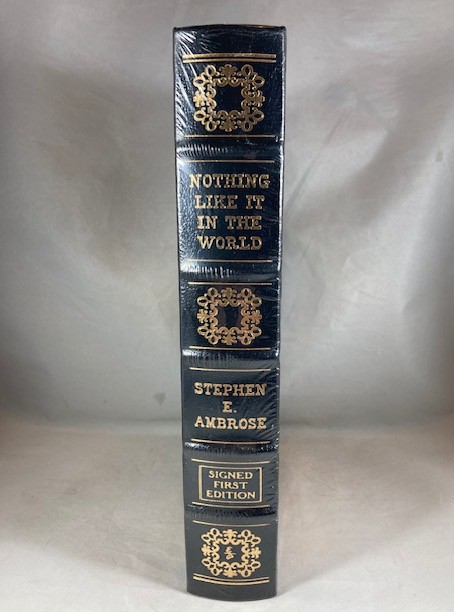 NOTHING
LIKE IT
IN THE
WORLD
STEPHEN
E.
AMBROSE
SIGNED
FIRST
EDITION